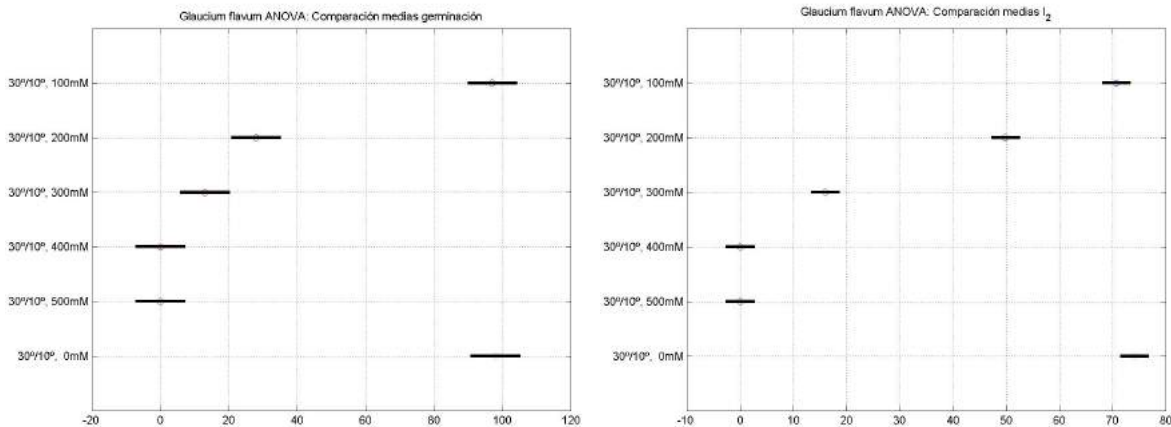 Glaucium flavum ANOVA: Comparación medias germinación
30º/10º, 100mM
30º/10º, 200mM
30º/10º, 300mM
30º/10º, 400mM
30º/10º, 500mM
30º/10º, 0mM
-20 0 20 40 60 80 100 120
Glaucium flavum ANOVA: Comparación medias I2
30º/10º, 100mM
30º/10º, 200mM
30º/10º, 300mM
30º/10º, 400mM
30º/10º, 500mM
30º/10º, 0mM
-10 0 10 20 30 40 50 60 70 80